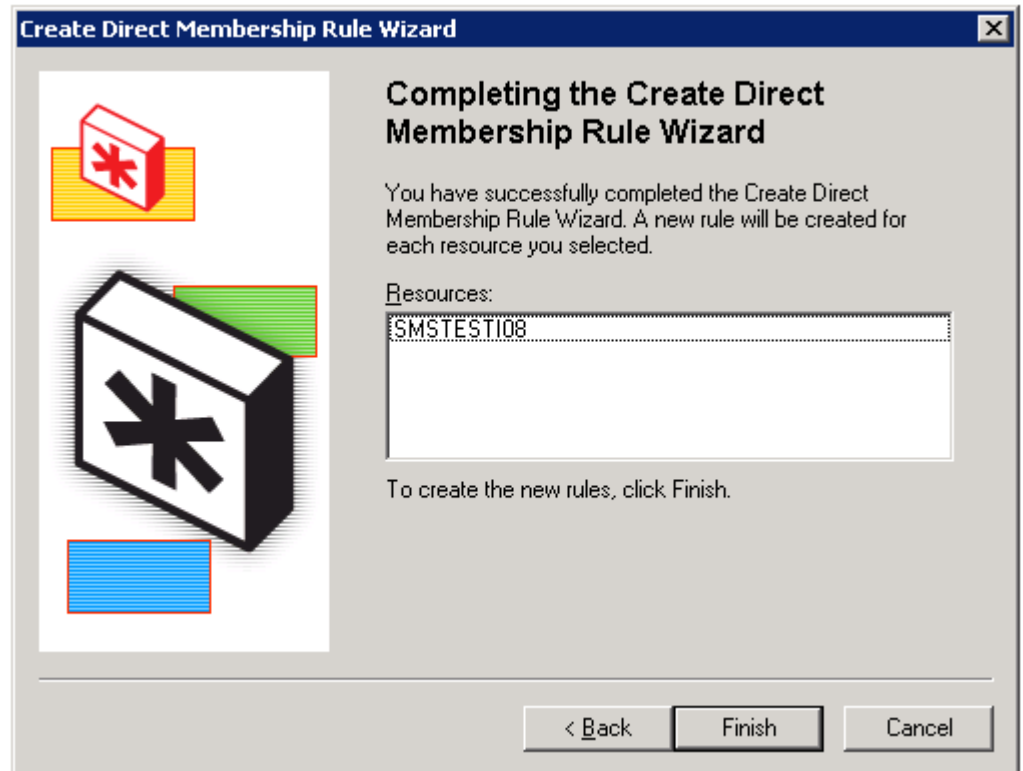 Create Direct Membership Rule Wizard
Completing the Create Direct
Membership Rule Wizard
You have successfully completed the Create Direct
Membership Rule Wizard. A new rule will be created for
each resource you selected.
Resources:
SMSTESTI08
To create the new rules, click Finish.
< Back
Finish
Cancel